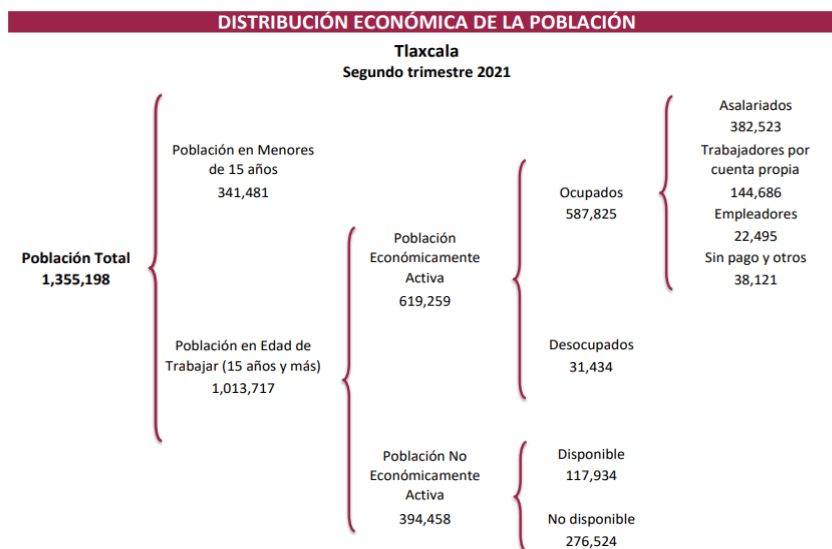 DISTRIBUCIÓN ECONÓMICA DE LA POBLACIÓN
Tlaxcala
Segundo trimestre 2021
Población Total
1,355,198
Población en Menores
de 15 años
341,481
Población en Edad de
Trabajar (15 años y más)
1,013,717
Población
Económicamente
Activa
619,259
Población No
Económicamente
Activa
394,458
Ocupados
587,825
Desocupados
31,434
Disponible
117,934
No disponible
276,524
Asalariados
382,523
Trabajadores por
cuenta propia
144,686
Empleadores
22,495
Sin pago y otros
38,121